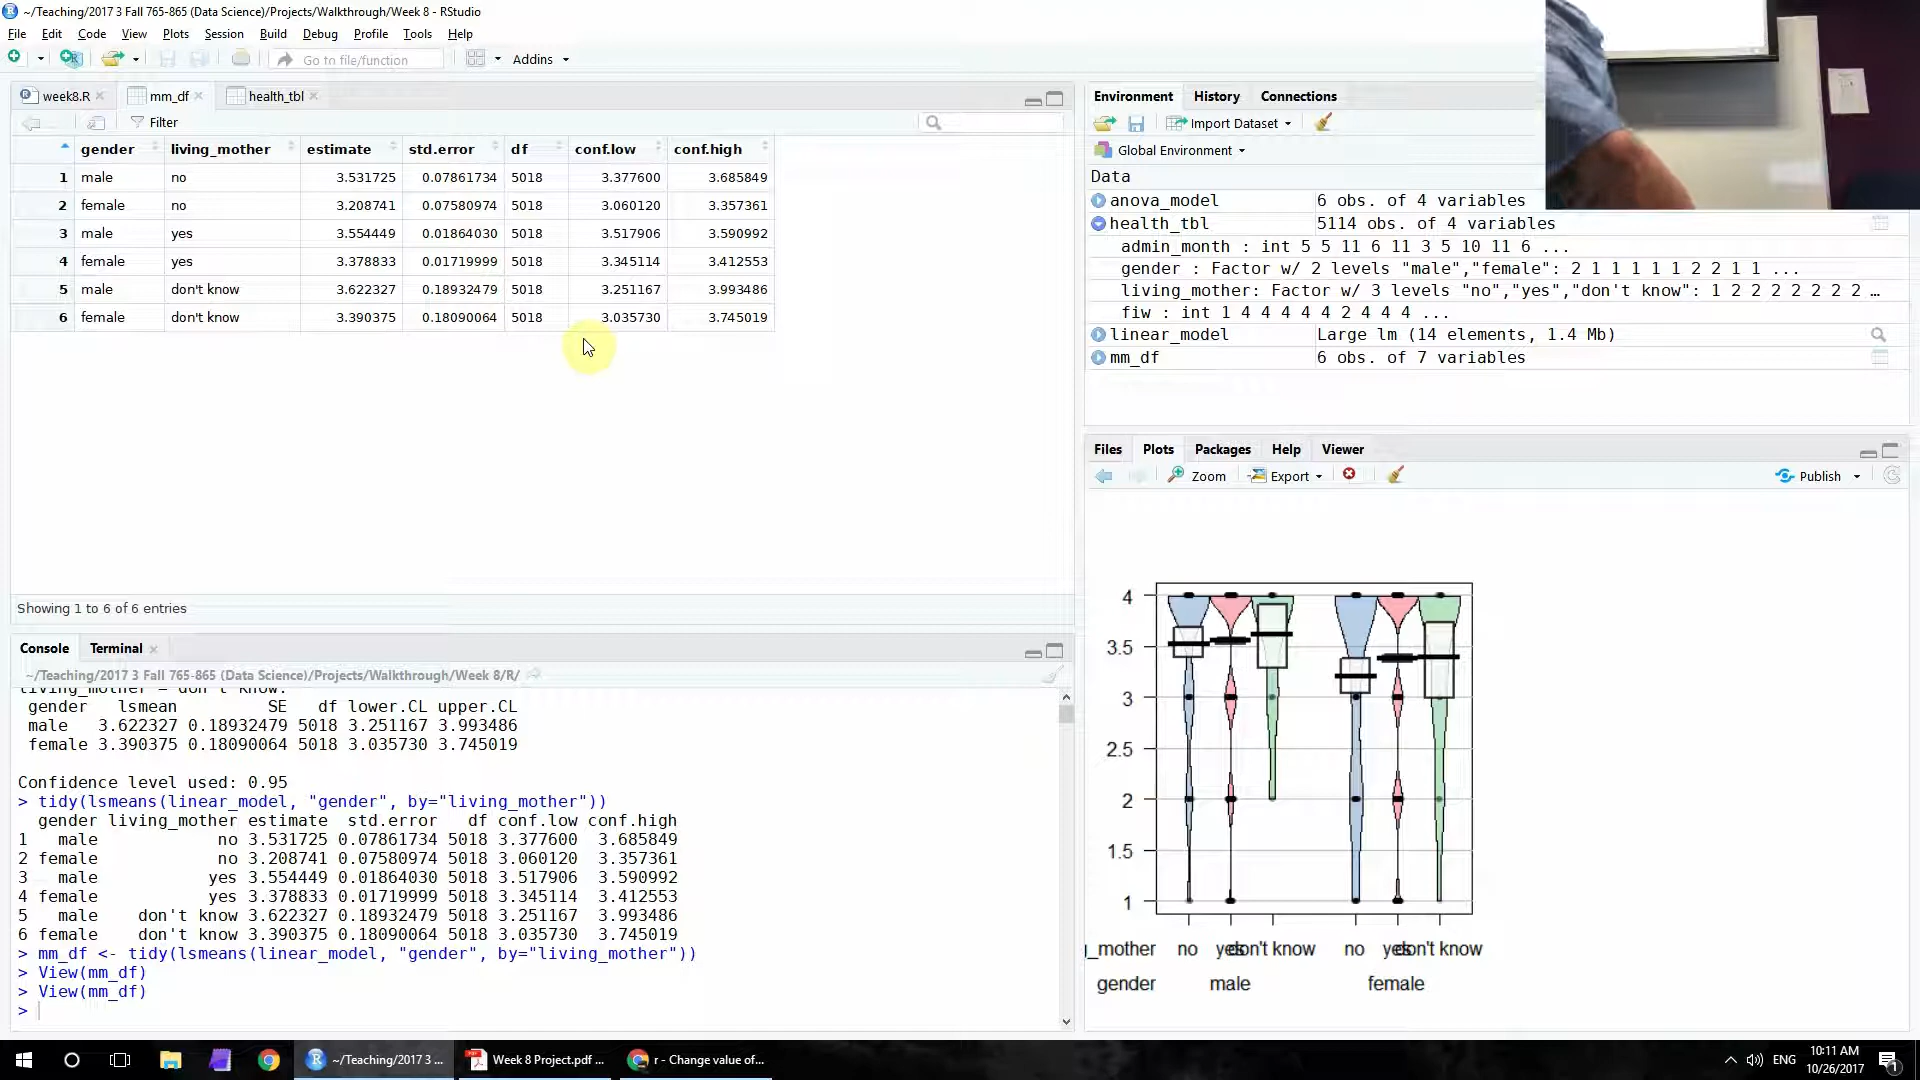 ~/Teaching/2017 3 Fall 765-865 (Data Science)/Projects/Walkthrough/Week 8 - RStudio
File Edit Code View Plots Session Build Debug Profile Tools Help
Go to file/function Addins
week8.R mm_df health_tbl
Filter
gender living_mother estimate std.error df conf.low conf.high
1 male no 3.531725 0.07861734 5018 3.377600 3.685849
2 female no 3.208741 0.07580974 5018 3.060120 3.357361
3 male yes 3.554449 0.01864030 5018 3.517906 3.590992
4 female yes 3.378833 0.01719999 5018 3.345114 3.412553
5 male don't know 3.622327 0.18932479 5018 3.251167 3.993486
6 female don't know 3.390375 0.18090064 5018 3.035730 3.745019
Showing 1 to 6 of 6 entries
Console Terminal
~/Teaching/2017 3 Fall 765-865 (Data Science)/Projects/Walkthrough/Week 8/R/
living_mother = don't know:
gender lsmean SE df lower.CL upper.CL
male 3.622327 0.18932479 5018 3.251167 3.993486
female 3.390375 0.18090064 5018 3.035730 3.745019
Confidence level used: 0.95
> tidy(lsmeans(linear_model, "gender", by="living_mother"))
gender living_mother estimate std.error df conf.low conf.high
1 male no 3.531725 0.07861734 5018 3.377600 3.685849
2 female no 3.208741 0.07580974 5018 3.060120 3.357361
3 male yes 3.554449 0.01864030 5018 3.517906 3.590992
4 female yes 3.378833 0.01719999 5018 3.345114 3.412553
5 male don't know 3.622327 0.18932479 5018 3.251167 3.993486
6 female don't know 3.390375 0.18090064 5018 3.035730 3.745019
> mm_df <- tidy(lsmeans(linear_model, "gender", by="living_mother"))
> View(mm_df)
> View(mm_df)
>
Environment History Connections
Import Dataset
Global Environment
Data
anova_model 6 obs. of 4 variables
health_tbl 5114 obs. of 4 variables
admin_month : int 5 5 11 6 11 3 5 10 11 6 ...
gender : Factor w/ 2 levels "male","female": 2 1 1 1 1 1 2 2 1 1 ...
living_mother: Factor w/ 3 levels "no","yes","don't know": 1 2 2 2 2 2 2 2 …
fiw : int 1 4 4 4 4 4 2 4 4 4 ...
linear_model Large lm (14 elements, 1.4 Mb)
mm_df 6 obs. of 7 variables
Files Plots Packages Help Viewer
Zoom Export Publish
4
3.5
3
2.5
2
1.5
1
g_mother no yes don't know no yes don't know
gender male female
~/Teaching/2017 3 ... Week 8 Project.pdf ... r - Change value of...
ENG
10:11 AM
10/26/2017
1